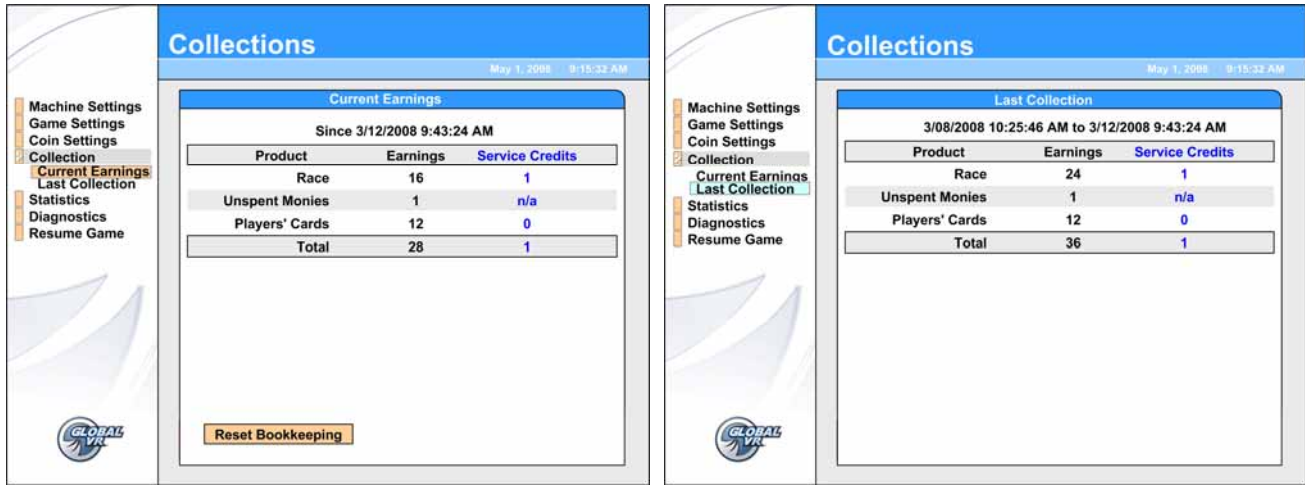 Collections
May 1, 2008 9:15:32 AM
Machine Settings
Game Settings
Coin Settings
Collection
Current Earnings
Last Collection
Statistics
Diagnostics
Resume Game
GLOBAL
VR
Current Earnings
Since 3/12/2008 9:43:24 AM
Product Earnings Service Credits
Race 16 1
Unspent Monies 1 n/a
Players' Cards 12 0
Total 28 1
Reset Bookkeeping
Collections
May 1, 2008 9:15:32 AM
Machine Settings
Game Settings
Coin Settings
Collection
Current Earnings
Last Collection
Statistics
Diagnostics
Resume Game
GLOBAL
VR
Last Collection
3/08/2008 10:25:46 AM to 3/12/2008 9:43:24 AM
Product Earnings Service Credits
Race 24 1
Unspent Monies 1 n/a
Players' Cards 12 0
Total 36 1